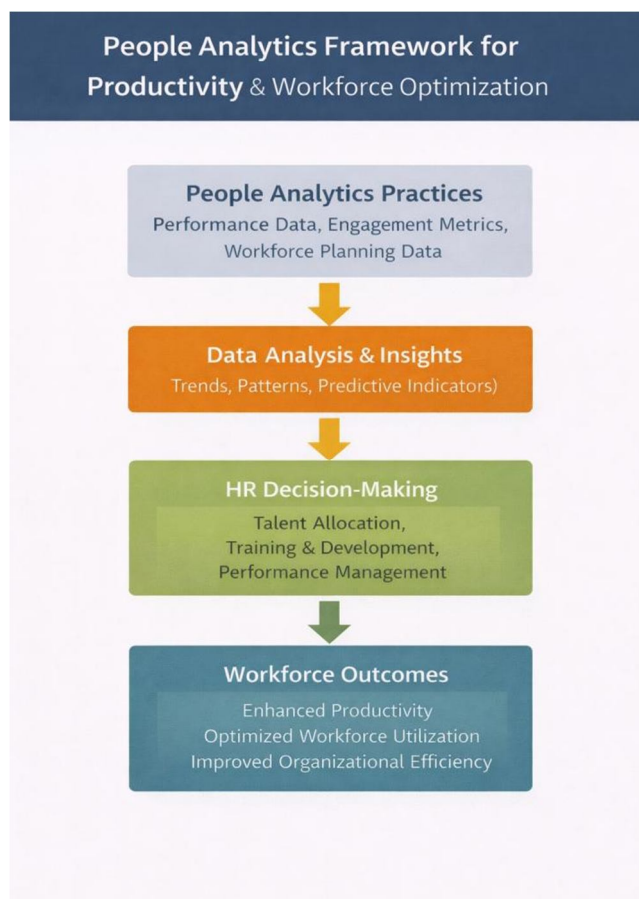 People Analytics Framework for
Productivity & Workforce Optimization
People Analytics Practices
Performance Data, Engagement Metrics,
Workforce Planning Data
Data Analysis & Insights
Trends, Patterns, Predictive Indicators)
HR Decision-Making
Talent Allocation,
Training & Development,
Performance Management
Workforce Outcomes
Enhanced Productivity
Optimized Workforce Utilization
Improved Organizational Efficiency